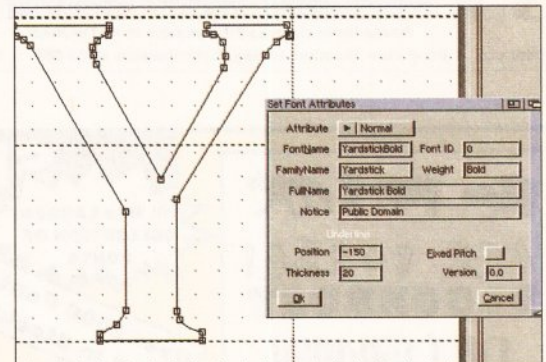 Set Font Attributes
Attribute Normal
FontName YardstickBold Font ID 0
FamilyName Yardstick Weight Bold
FullName Yardstick Bold
Notice Public Domain
Underline
Position -150 Fixed Pitch
Thickness 20 Version 0.0
Ok Cancel